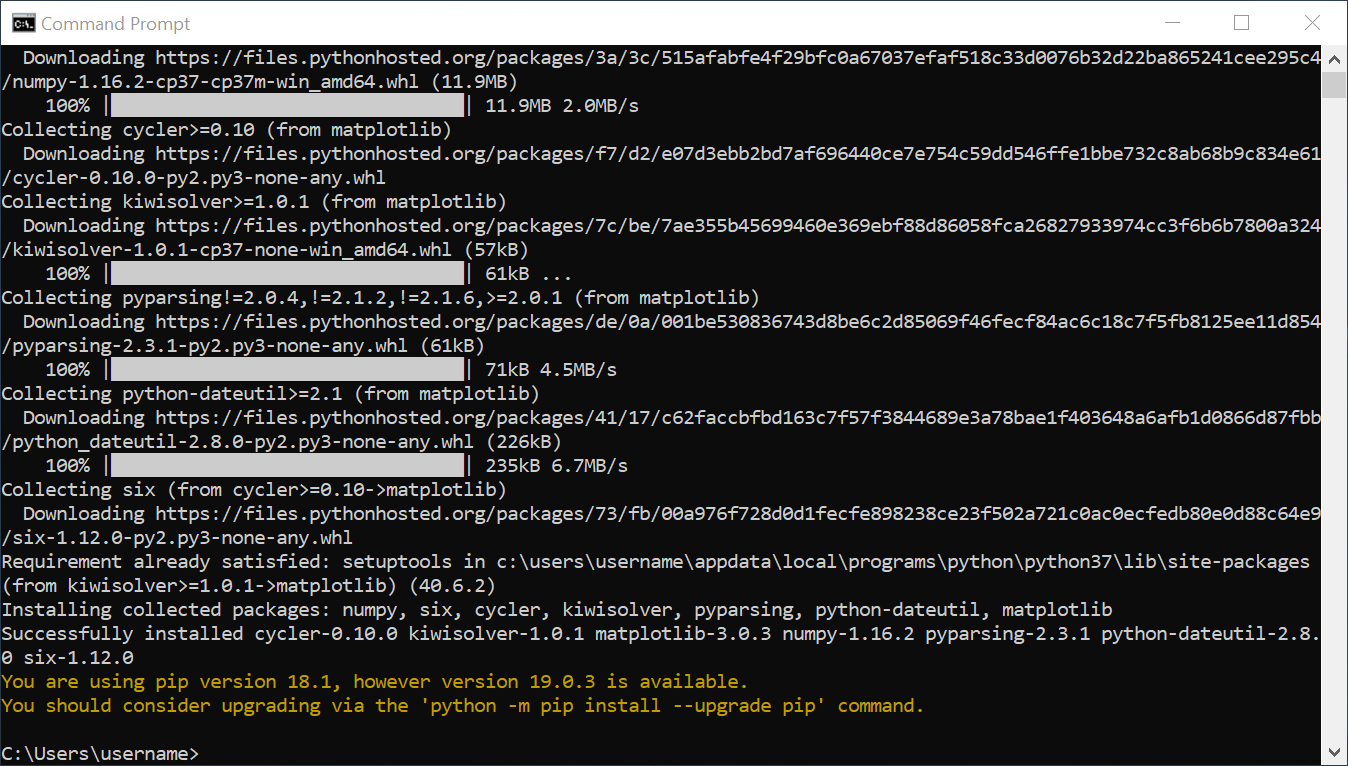 Command Prompt
  Downloading https://files.pythonhosted.org/packages/3a/3c/515afabfe4f29bfc0a67037efaf518c33d0076b32d22ba865241cee295c4
/numpy-1.16.2-cp37-cp37m-win_amd64.whl (11.9MB)
    100% |████████████████████████████████| 11.9MB 2.0MB/s
Collecting cycler>=0.10 (from matplotlib)
  Downloading https://files.pythonhosted.org/packages/f7/d2/e07d3ebb2bd7af696440ce7e754c59dd546ffe1bbe732c8ab68b9c834e61
/cycler-0.10.0-py2.py3-none-any.whl
Collecting kiwisolver>=1.0.1 (from matplotlib)
  Downloading https://files.pythonhosted.org/packages/7c/be/7ae355b45699460e369ebf88d86058fca26827933974cc3f6b6b7800a324
/kiwisolver-1.0.1-cp37-none-win_amd64.whl (57kB)
    100% |████████████████████████████████| 61kB ...
Collecting pyparsing!=2.0.4,!=2.1.2,!=2.1.6,>=2.0.1 (from matplotlib)
  Downloading https://files.pythonhosted.org/packages/de/0a/001be530836743d8be6c2d85069f46fecf84ac6c18c7f5fb8125ee11d854
/pyparsing-2.3.1-py2.py3-none-any.whl (61kB)
    100% |████████████████████████████████| 71kB 4.5MB/s
Collecting python-dateutil>=2.1 (from matplotlib)
  Downloading https://files.pythonhosted.org/packages/41/17/c62faccbfbd163c7f57f3844689e3a78bae1f403648a6afb1d0866d87fbb
/python_dateutil-2.8.0-py2.py3-none-any.whl (226kB)
    100% |████████████████████████████████| 235kB 6.7MB/s
Collecting six (from cycler>=0.10->matplotlib)
  Downloading https://files.pythonhosted.org/packages/73/fb/00a976f728d0d1fecfe898238ce23f502a721c0ac0ecfedb80e0d88c64e9
/six-1.12.0-py2.py3-none-any.whl
Requirement already satisfied: setuptools in c:\users\username\appdata\local\programs\python\python37\lib\site-packages
(from kiwisolver>=1.0.1->matplotlib) (40.6.2)
Installing collected packages: numpy, six, cycler, kiwisolver, pyparsing, python-dateutil, matplotlib
Successfully installed cycler-0.10.0 kiwisolver-1.0.1 matplotlib-3.0.3 numpy-1.16.2 pyparsing-2.3.1 python-dateutil-2.8.
0 six-1.12.0
You are using pip version 18.1, however version 19.0.3 is available.
You should consider upgrading via the 'python -m pip install --upgrade pip' command.
C:\Users\username>